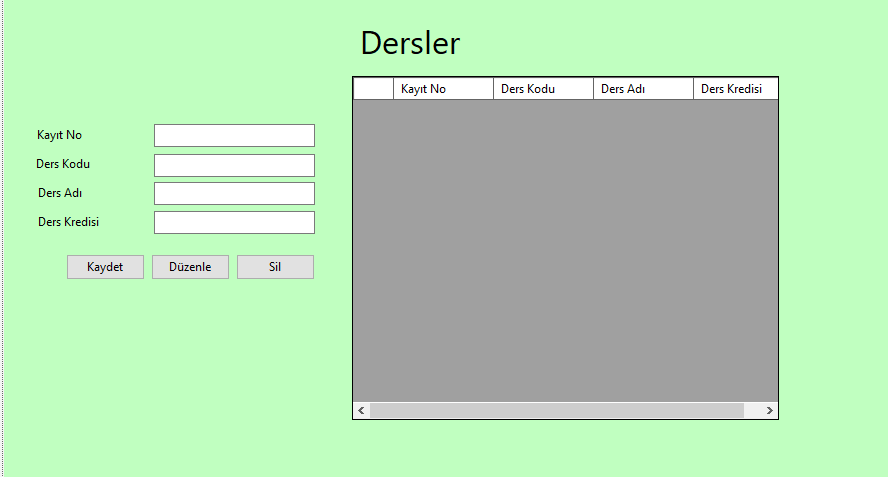 Dersler
Kayıt No Ders Kodu Ders Adı Ders Kredisi
Kayıt No
Ders Kodu
Ders Adı
Ders Kredisi
Kaydet Düzenle Sil